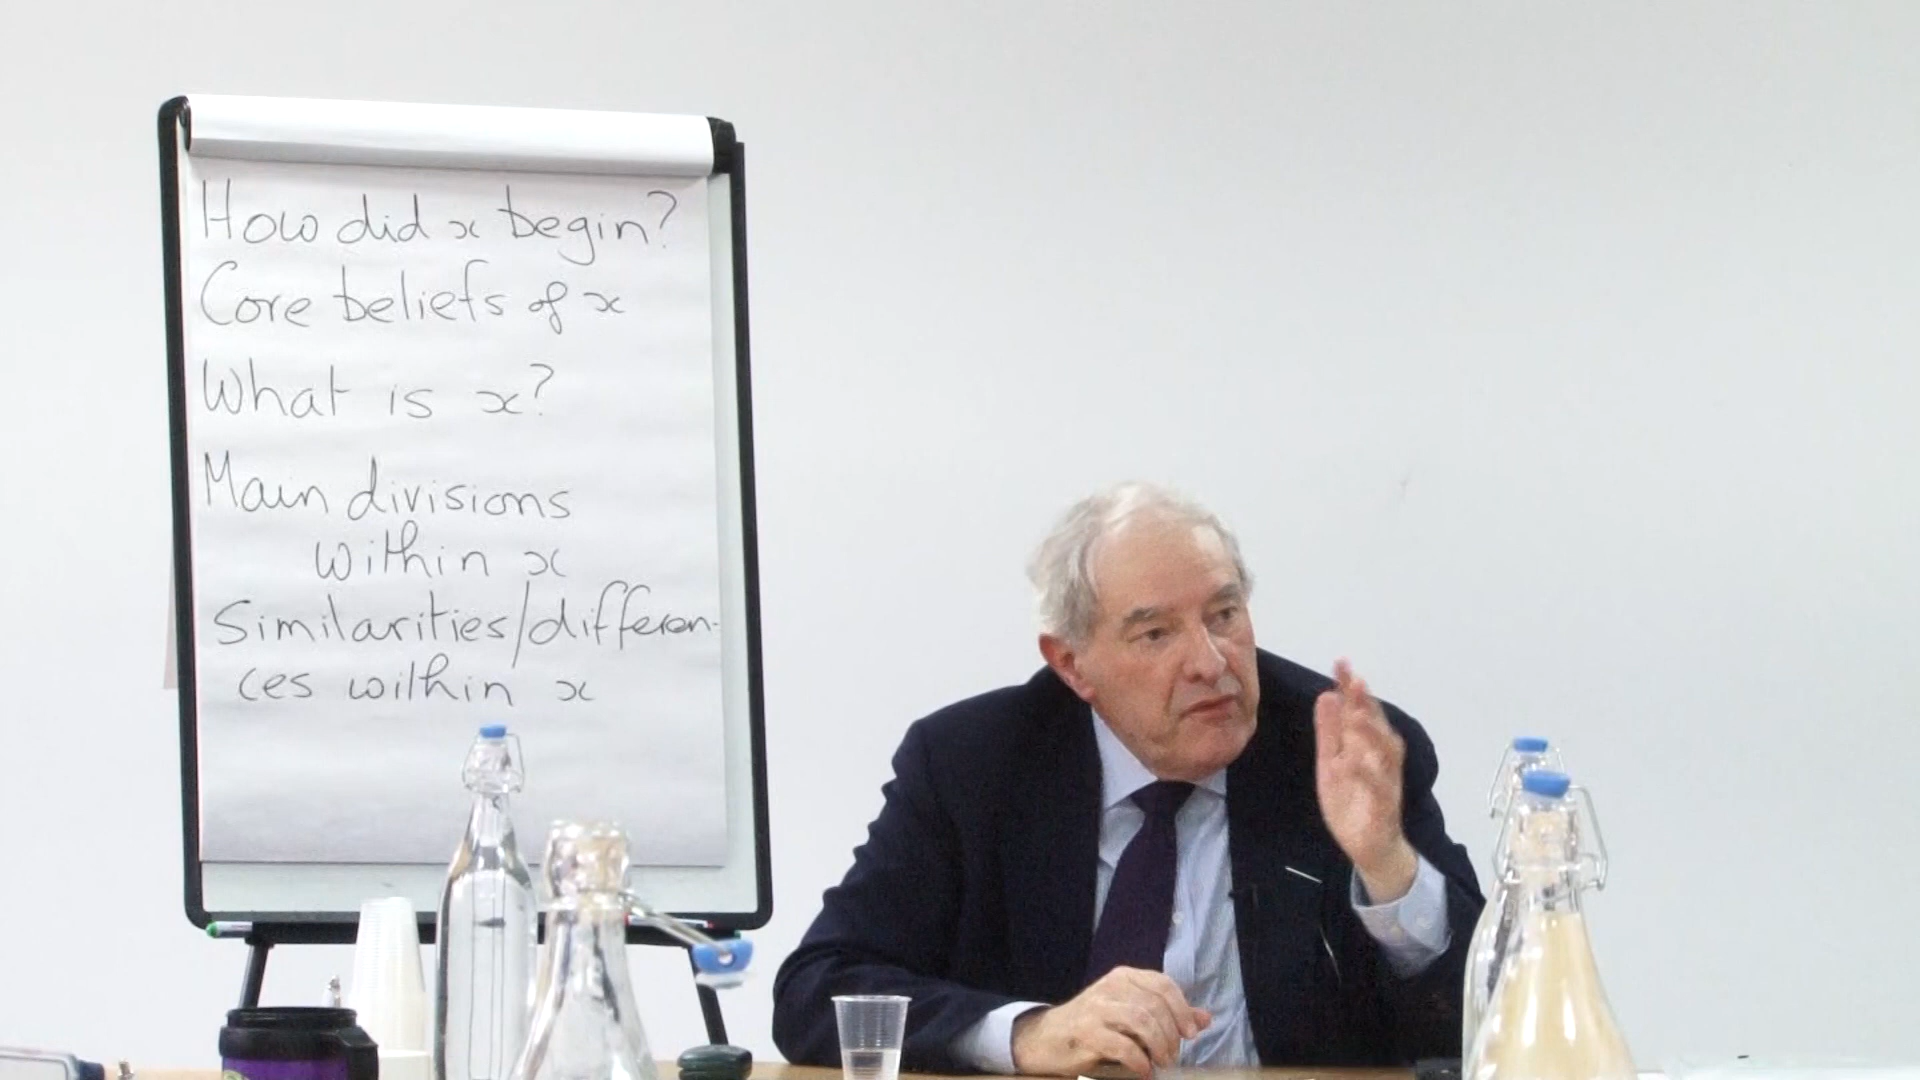 How did x begin?
Core beliefs of x
What is x?
Main divisions
within x
Similarities/differen-
ces within x